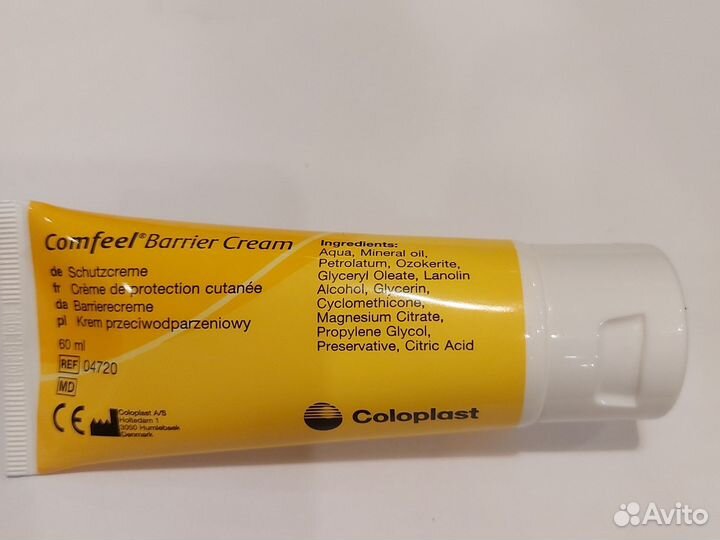 Comfeel® Barrier Cream
de Schutzcreme
fr Crème de protection cutanée
da Barrierecreme
pl Krem przeciwodparzeniowy
60 ml
REF 04720
MD
CE
Coloplast A/S
Holtedam 1
3050 Humlebaek
Denmark
Ingredients:
Aqua, Mineral oil,
Petrolatum, Ozokerite,
Glyceryl Oleate, Lanolin
Alcohol, Glycerin,
Cyclomethicone,
Magnesium Citrate,
Propylene Glycol,
Preservative, Citric Acid
Coloplast
Avito